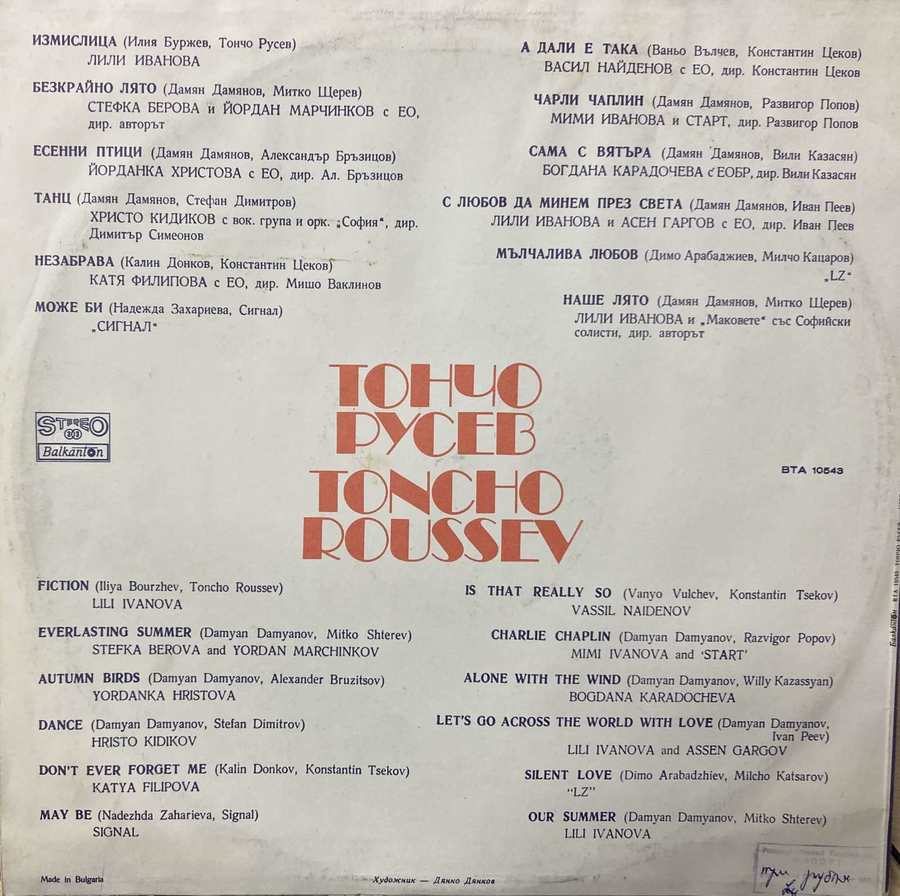 ИЗМИСЛИЦА (Илия Буржев, Тончо Русев)
ЛИЛИ ИВАНОВА
БЕЗКРАЙНО ЛЯТО (Дамян Дамянов, Митко Щерев)
СТЕФКА БЕРОВА и ЙОРДАН МАРЧИНКОВ с ЕО,
дир. авторът
ЕСЕННИ ПТИЦИ (Дамян Дамянов, Александър Бръзицов)
ЙОРДАНКА ХРИСТОВА с ЕО, дир. Ал. Бръзицов
ТАНЦ (Дамян Дамянов, Стефан Димитров)
ХРИСТО КИДИКОВ с вок. група и орк. „София“, дир.
Димитър Симеонов
НЕЗАБРАВА (Калин Донков, Константин Цеков)
КАТЯ ФИЛИПОВА с ЕО, дир. Мишо Ваклинов
МОЖЕ БИ (Надежда Захариева, Сигнал)
„СИГНАЛ“
А ДАЛИ Е ТАКА (Ваньо Вълчев, Константин Цеков)
ВАСИЛ НАЙДЕНОВ с ЕО, дир. Константин Цеков
ЧАРЛИ ЧАПЛИН (Дамян Дамянов, Развигор Попов)
МИМИ ИВАНОВА и СТАРТ, дир. Развигор Попов
САМА С ВЯТЪРА (Дамян Дамянов, Вили Казасян)
БОГДАНА КАРАДОЧЕВА с ЕОБР, дир. Вили Казасян
С ЛЮБОВ ДА МИНЕМ ПРЕЗ СВЕТА (Дамян Дамянов, Иван Пеев)
ЛИЛИ ИВАНОВА и АСЕН ГАРГОВ с ЕО, дир. Иван Пеев
МЪЛЧАЛИВА ЛЮБОВ (Димо Арабаджиев, Милчо Кацаров)
„LZ“
НАШЕ ЛЯТО (Дамян Дамянов, Митко Щерев)
ЛИЛИ ИВАНОВА и „Маковете“ със Софийски
солисти, дир. авторът
ТОНЧО
РУСЕВ
TONCHO
ROUSSEV
STEREO
33
Balkanton
ВТА 10543
FICTION (Iliya Bourzhev, Toncho Roussev)
LILI IVANOVA
EVERLASTING SUMMER (Damyan Damyanov, Mitko Shterev)
STEFKA BEROVA and YORDAN MARCHINKOV
AUTUMN BIRDS (Damyan Damyanov, Alexander Bruzitsov)
YORDANKA HRISTOVA
DANCE (Damyan Damyanov, Stefan Dimitrov)
HRISTO KIDIKOV
DON'T EVER FORGET ME (Kalin Donkov, Konstantin Tsekov)
KATYA FILIPOVA
MAY BE (Nadezhda Zaharieva, Signal)
SIGNAL
IS THAT REALLY SO (Vanyo Vulchev, Konstantin Tsekov)
VASSIL NAIDENOV
CHARLIE CHAPLIN (Damyan Damyanov, Razvigor Popov)
MIMI IVANOVA and 'START'
ALONE WITH THE WIND (Damyan Damyanov, Willy Kazassyan)
BOGDANA KARADOCHEVA
LET'S GO ACROSS THE WORLD WITH LOVE (Damyan Damyanov,
Ivan Peev)
LILI IVANOVA and ASSEN GARGOV
SILENT LOVE (Dimo Arabadzhiev, Milcho Katsarov)
"LZ"
OUR SUMMER (Damyan Damyanov, Mitko Shterev)
LILI IVANOVA
Made in Bulgaria
Художник — Дянко Дянков